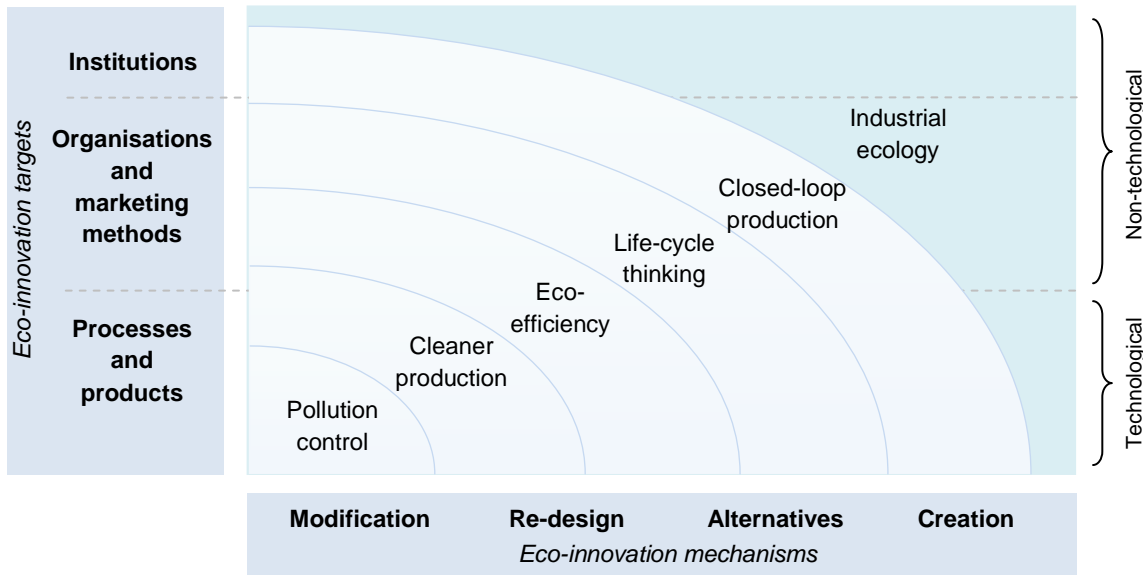 Eco-innovation targets
Institutions
Organisations
and
marketing
methods
Processes
and
products
Industrial
ecology
Closed-loop
production
Life-cycle
thinking
Eco-
efficiency
Cleaner
production
Pollution
control
Non-technological
Technological
Modification
Re-design
Alternatives
Creation
Eco-innovation mechanisms